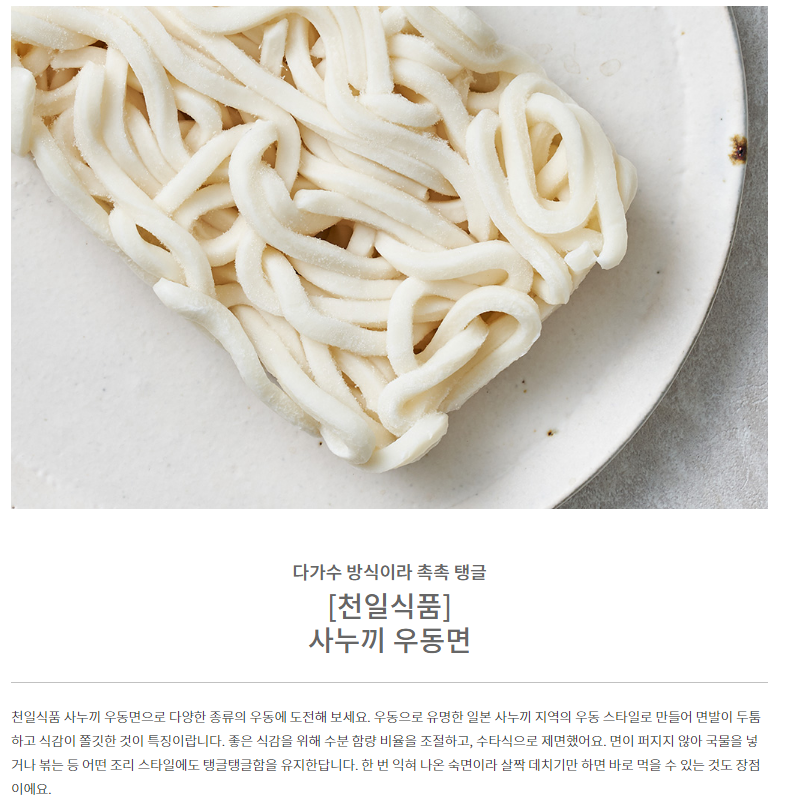 다가수 방식이라 촉촉 탱글
[천일식품]
사누끼 우동면
천일식품 사누끼 우동면으로 다양한 종류의 우동에 도전해 보세요. 우동으로 유명한 일본 사누끼 지역의 우동 스타일로 만들어 면발이 두툼
하고 식감이 쫄깃한 것이 특징이랍니다. 좋은 식감을 위해 수분 함량 비율을 조절하고, 수타식으로 제면했어요. 면이 퍼지지 않아 국물을 넣
거나 볶는 등 어떤 조리 스타일에도 탱글탱글함을 유지한답니다. 한 번 익혀 나온 숙면이라 살짝 데치기만 하면 바로 먹을 수 있는 것도 장점
이에요.